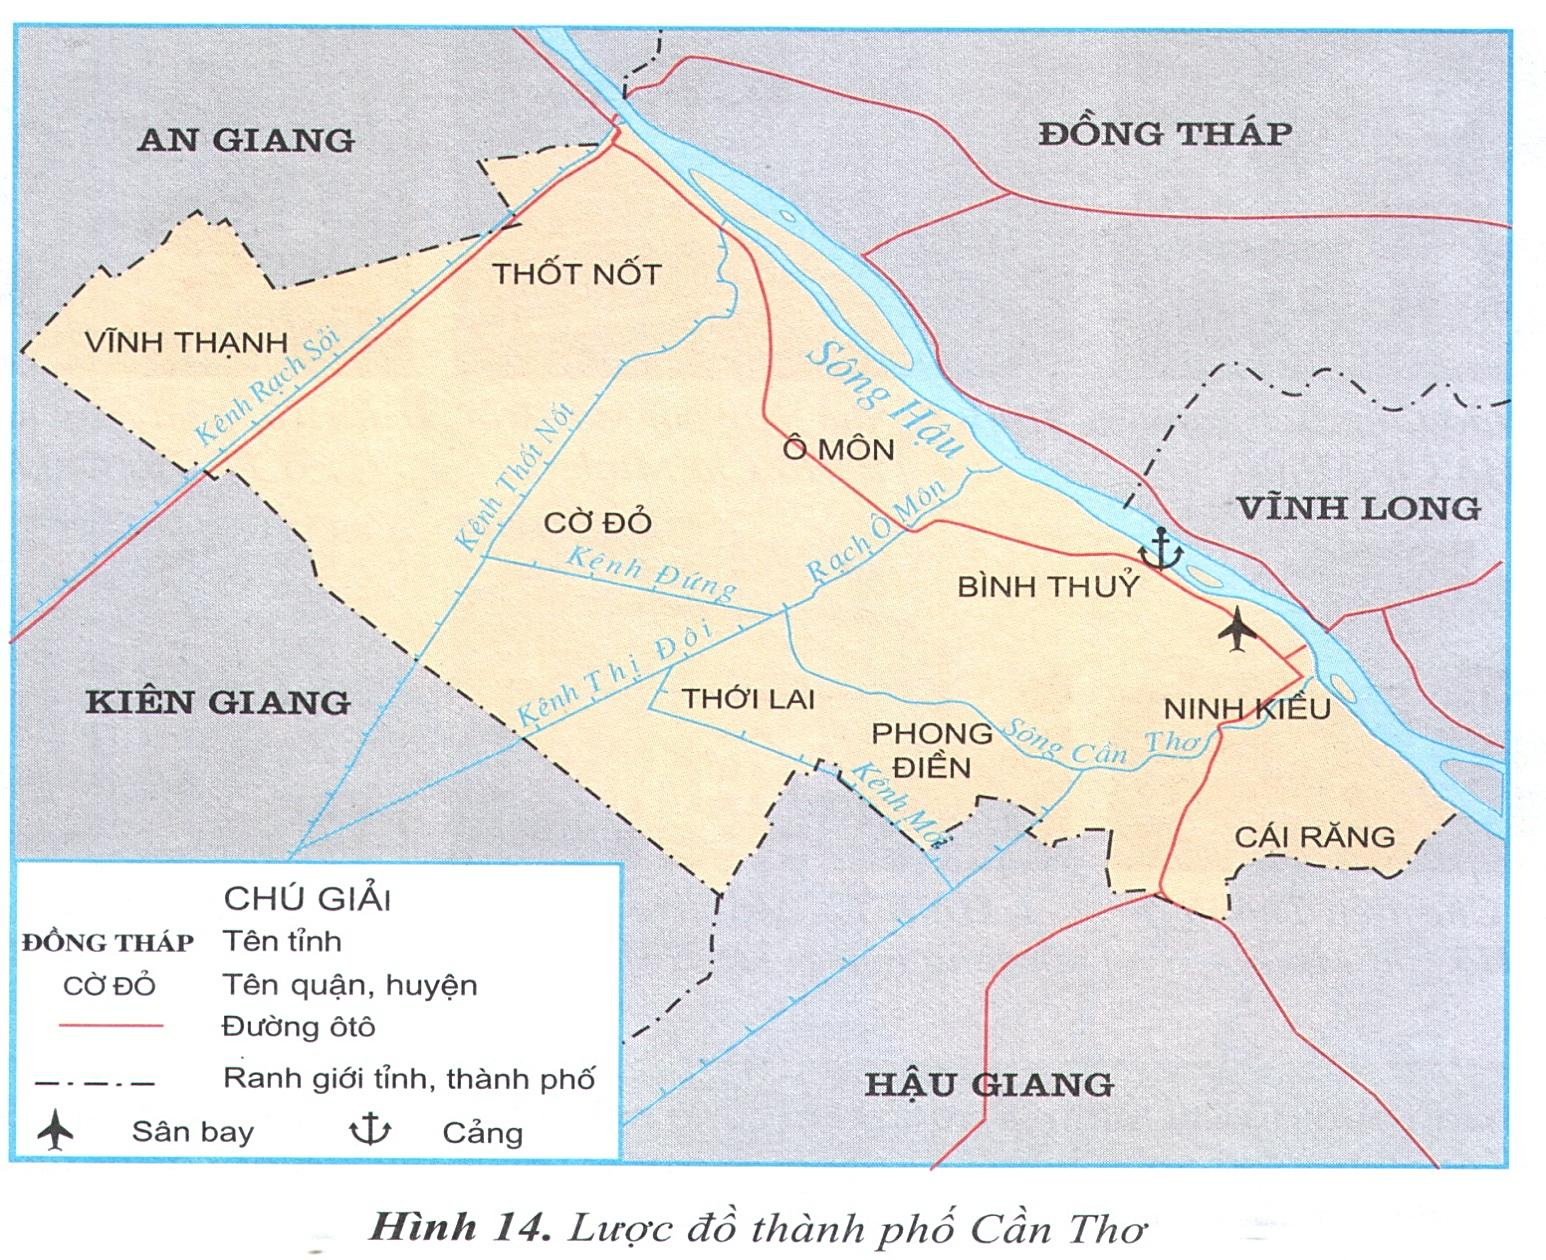 AN GIANG
ĐỒNG THÁP
THỐT NỐT
VĨNH THẠNH
Kênh Rạch Sỏi
Sông Hậu
Kênh Thốt Nốt
Ô MÔN
VĨNH LONG
CỜ ĐỎ
Rạch Ô Môn
Kênh Đứng
BÌNH THUỶ
Kênh Thị Đội
KIÊN GIANG
THỚI LAI
NINH KIỀU
PHONG
ĐIỀN
Sông Cần Thơ
Kênh Mới
CÁI RĂNG
HẬU GIANG
CHÚ GIẢI
ĐỒNG THÁP Tên tỉnh
CỜ ĐỎ Tên quận, huyện
Đường ôtô
Ranh giới tỉnh, thành phố
Sân bay Cảng
Hình 14. Lược đồ thành phố Cần Thơ